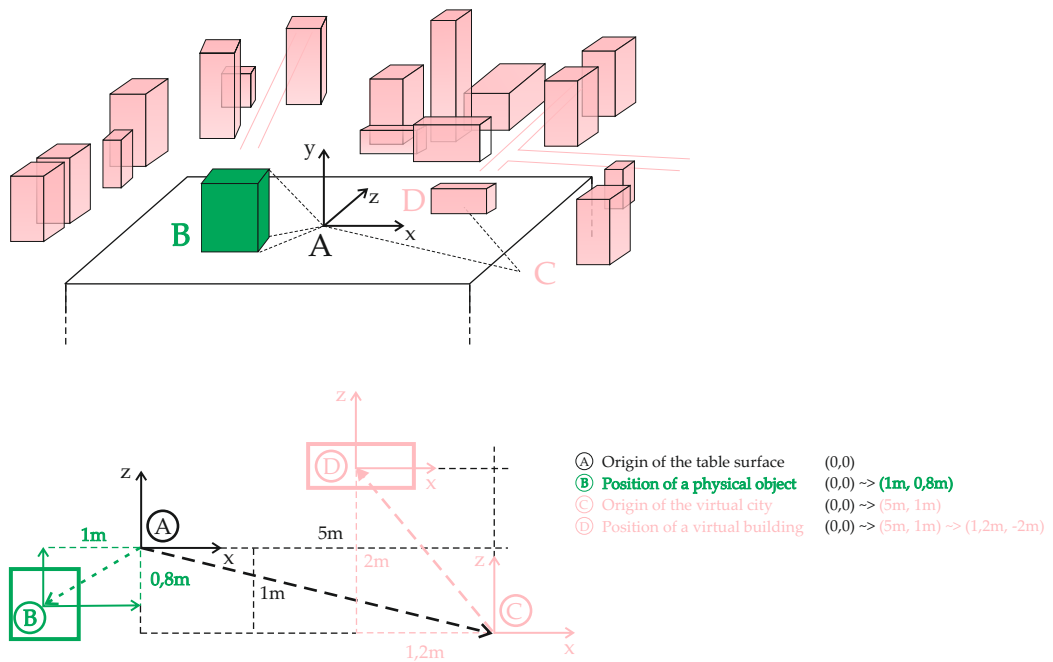 y
z
x
A
B
D
C
z
A
x
1m
0,8m
B
5m
1m
z
D
x
2m
z
C
x
1,2m
A Origin of the table surface (0,0)
B Position of a physical object (0,0) ~> (1m, 0,8m)
C Origin of the virtual city (0,0) ~> (5m, 1m)
D Position of a virtual building (0,0) ~> (5m, 1m) ~> (1,2m, -2m)